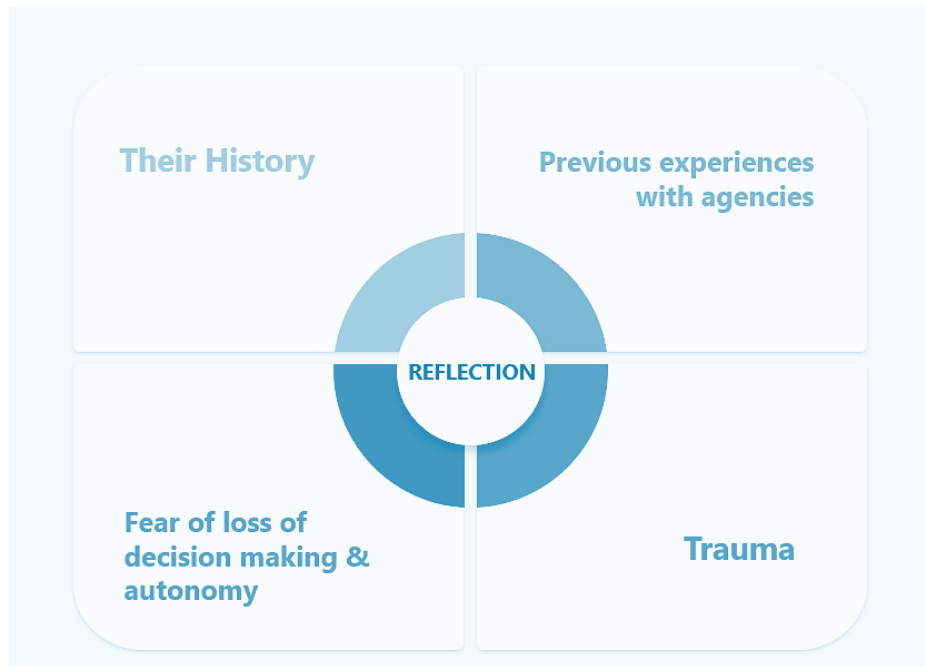 Their History
Previous experiences
with agencies
REFLECTION
Fear of loss of
decision making &
autonomy
Trauma